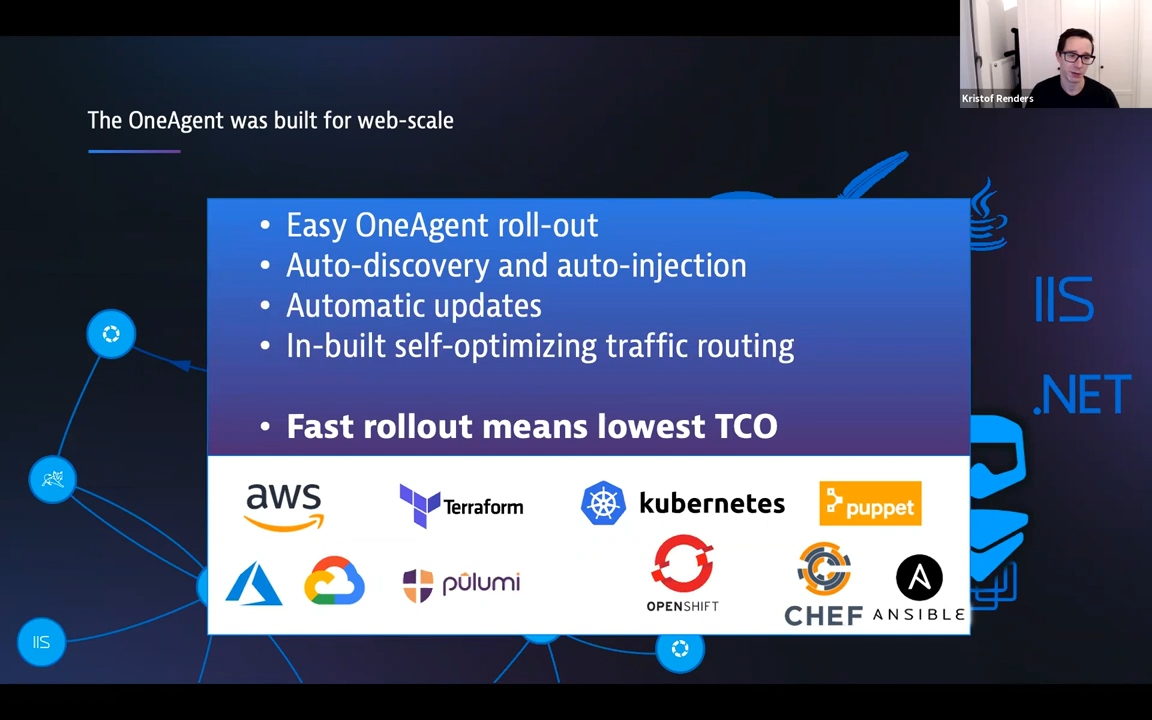 Kristof Renders
The OneAgent was built for web-scale
• Easy OneAgent roll-out
• Auto-discovery and auto-injection
• Automatic updates
• In-built self-optimizing traffic routing
• Fast rollout means lowest TCO
IIS
.NET
aws
Terraform
kubernetes
puppet
pulumi
OPENSHIFT
CHEF
ANSIBLE
IIS